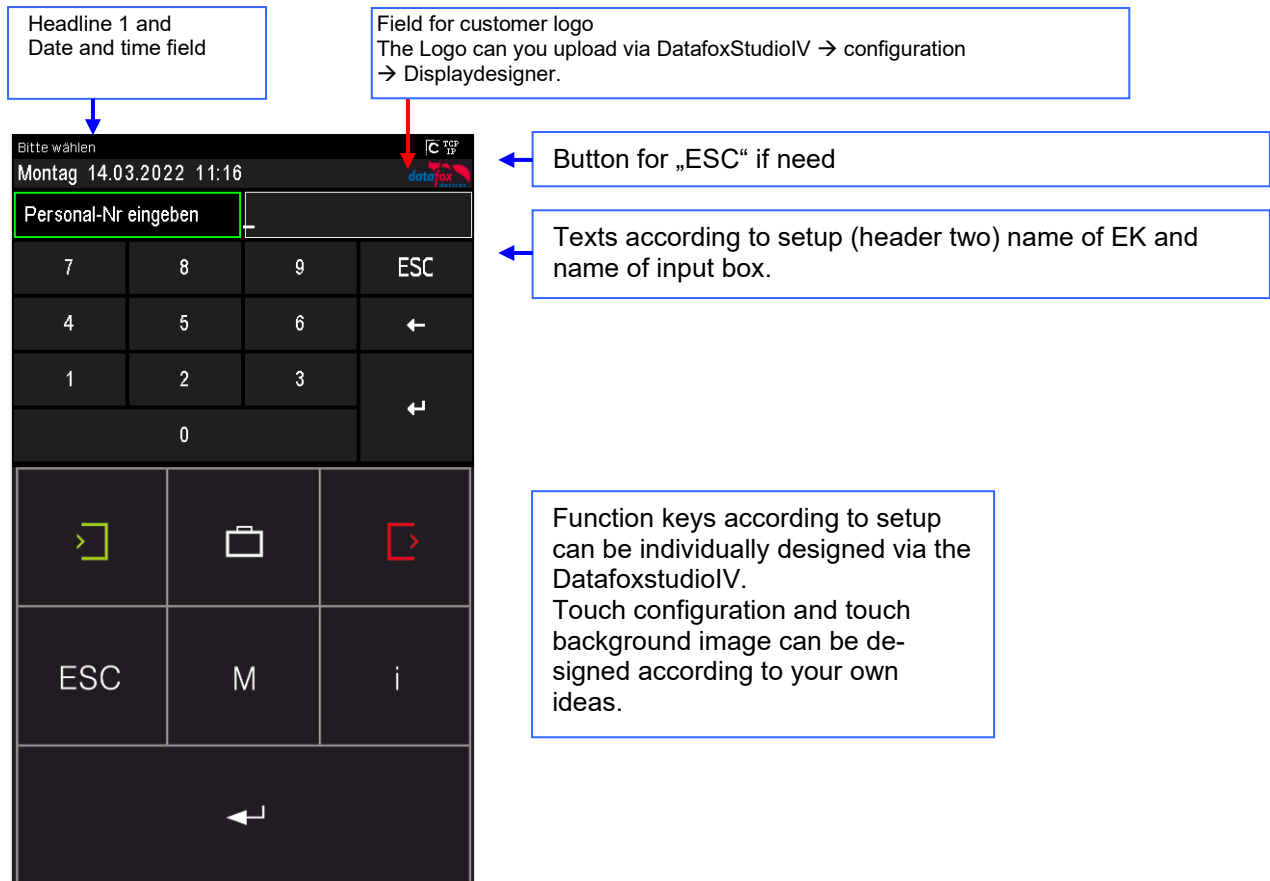 Headline 1 and
Date and time field
Field for customer logo
The Logo can you upload via DatafoxStudioIV → configuration
→ Displaydesigner.
Bitte wählen
C TCP IP
Montag 14.03.2022 11:16
datafox
devices
Button for „ESC“ if need
Personal-Nr eingeben _
Texts according to setup (header two) name of EK and
name of input box.
7 8 9 ESC
4 5 6 ←
1 2 3
↵
0
Function keys according to setup
can be individually designed via the
DatafoxstudioIV.
Touch configuration and touch
background image can be de-
signed according to your own
ideas.
ESC M i